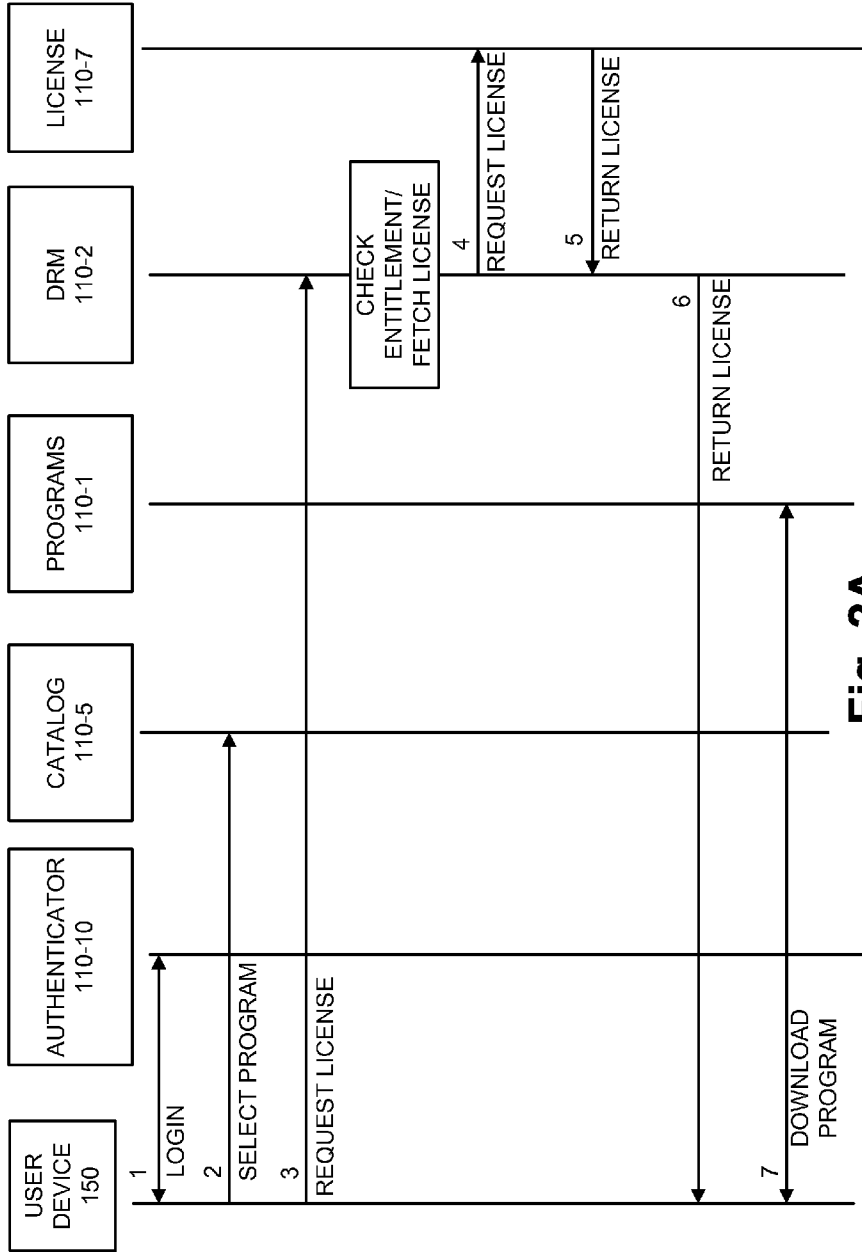 USER
DEVICE
150
AUTHENTICATOR
110-10
CATALOG
110-5
PROGRAMS
110-1
DRM
110-2
LICENSE
110-7
1
LOGIN
2
SELECT PROGRAM
3
REQUEST LICENSE
CHECK
ENTITLEMENT/
FETCH LICENSE
4
REQUEST LICENSE
5
RETURN LICENSE
6
RETURN LICENSE
7
DOWNLOAD
PROGRAM